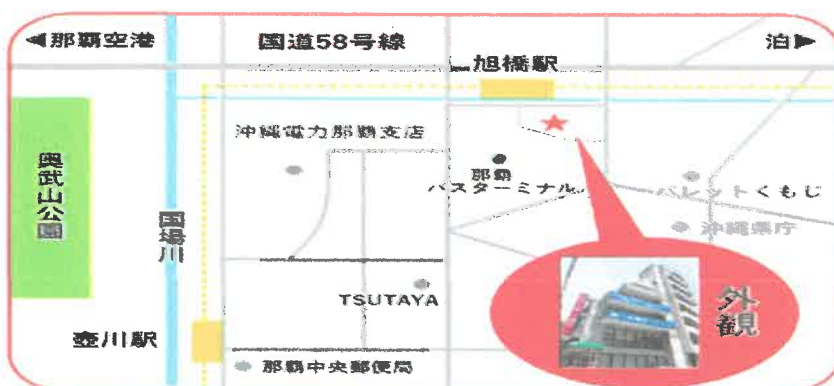 ◀那覇空港
国道58号線
泊▶
旭橋駅
沖縄電力那覇支店
奥武山公園
那覇
バスターミナル
パレットくもじ
国場川
沖縄県庁
TSUTAYA
外観
壺川駅
那覇中央郵便局